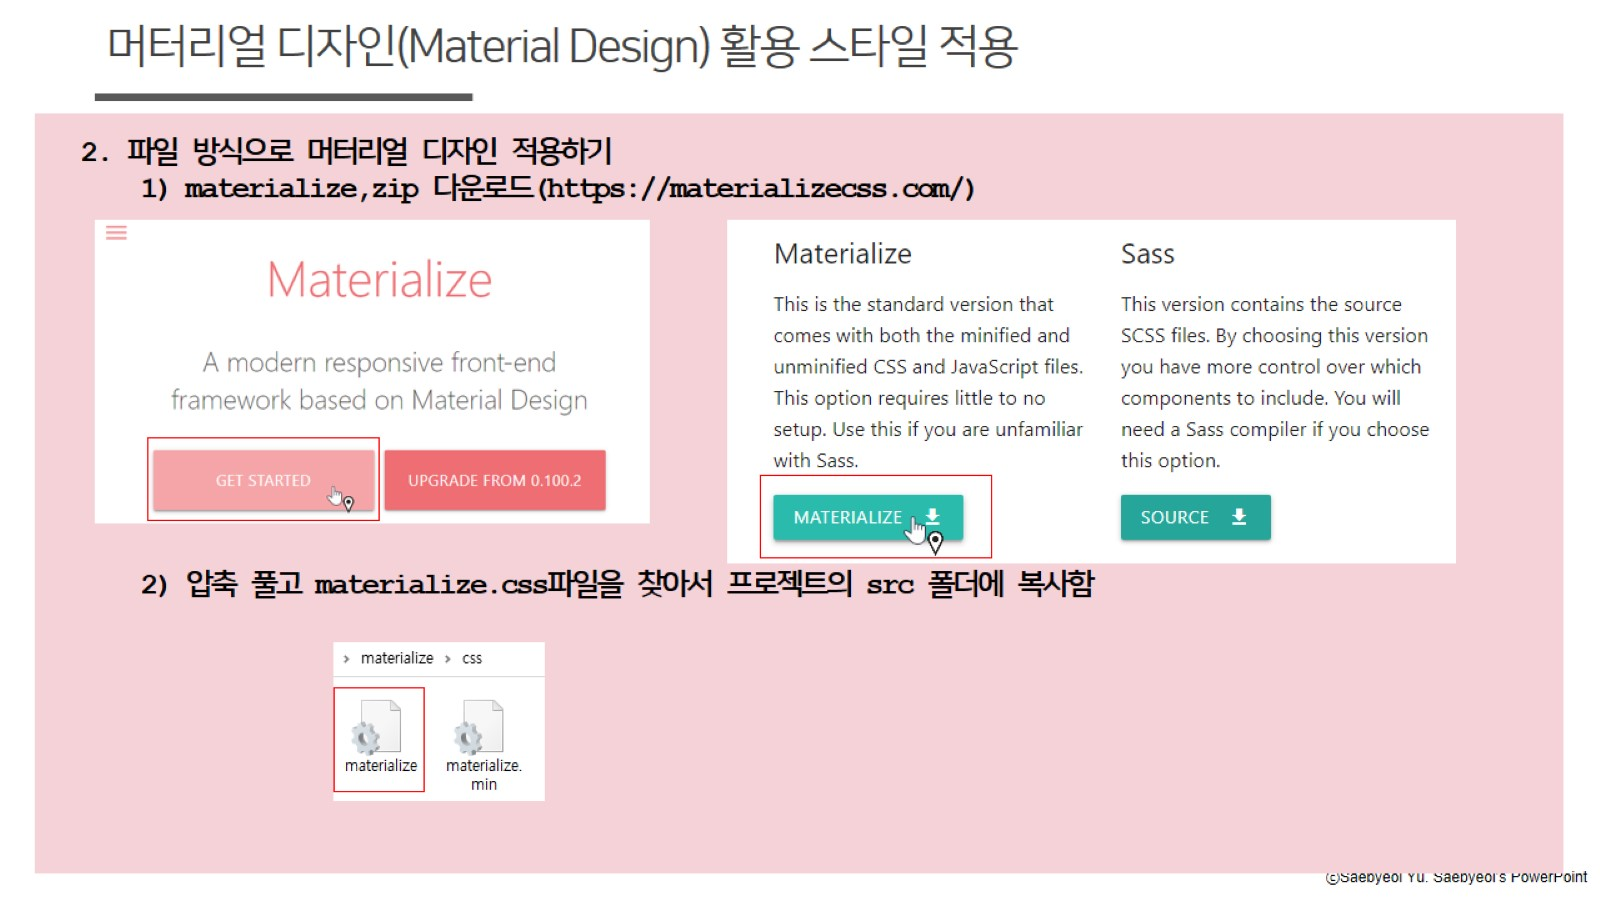 머터리얼 디자인(Material Design) 활용 스타일 적용
2. 파일 방식으로 머터리얼 디자인 적용하기
1) materialize,zip 다운로드(https://materializecss.com/)
Materialize
A modern responsive front-end
framework based on Material Design
GET STARTED
UPGRADE FROM 0.100.2
Materialize
This is the standard version that
comes with both the minified and
unminified CSS and JavaScript files.
This option requires little to no
setup. Use this if you are unfamiliar
with Sass.
MATERIALIZE
Sass
This version contains the source
SCSS files. By choosing this version
you have more control over which
components to include. You will
need a Sass compiler if you choose
this option.
SOURCE
2) 압축 풀고 materialize.css파일을 찾아서 프로젝트의 src 폴더에 복사함
> materialize > css
materialize
materialize.
min
ⓒSaebyeol Yu. Saebyeol's PowerPoint